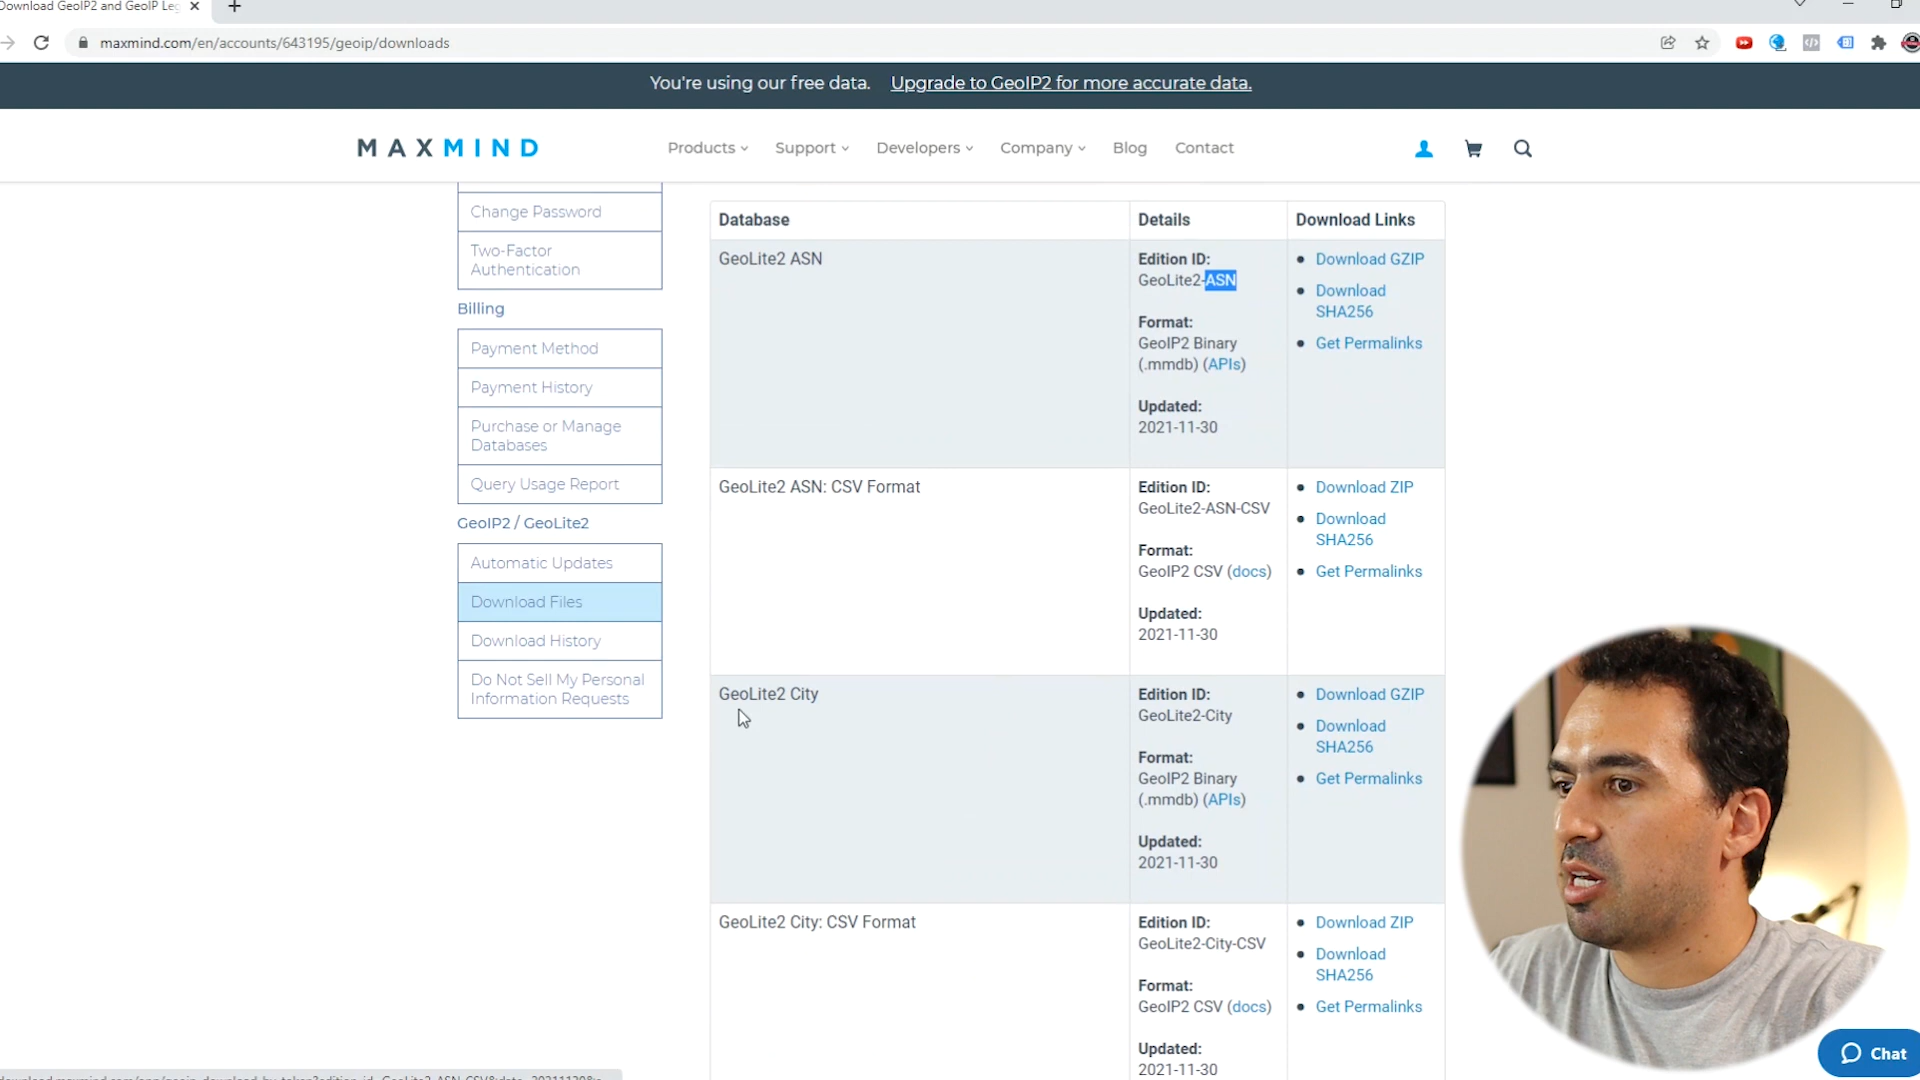 Download GeoIP2 and GeoIP Leg
maxmind.com/en/accounts/643195/geoip/downloads
You're using our free data. Upgrade to GeoIP2 for more accurate data.
MAXMIND
Products
Support
Developers
Company
Blog
Contact
Change Password
Two-Factor
Authentication
Billing
Payment Method
Payment History
Purchase or Manage
Databases
Query Usage Report
GeoIP2 / GeoLite2
Automatic Updates
Download Files
Download History
Do Not Sell My Personal
Information Requests
Database
Details
Download Links
GeoLite2 ASN
Edition ID:
GeoLite2-ASN
Format:
GeoIP2 Binary
(.mmdb) (APIs)
Updated:
2021-11-30
Download GZIP
Download
SHA256
Get Permalinks
GeoLite2 ASN: CSV Format
Edition ID:
GeoLite2-ASN-CSV
Format:
GeoIP2 CSV (docs)
Updated:
2021-11-30
Download ZIP
Download
SHA256
Get Permalinks
GeoLite2 City
Edition ID:
GeoLite2-City
Format:
GeoIP2 Binary
(.mmdb) (APIs)
Updated:
2021-11-30
Download GZIP
Download
SHA256
Get Permalinks
GeoLite2 City: CSV Format
Edition ID:
GeoLite2-City-CSV
Format:
GeoIP2 CSV (docs)
Updated:
2021-11-30
Download ZIP
Download
SHA256
Get Permalinks
Chat